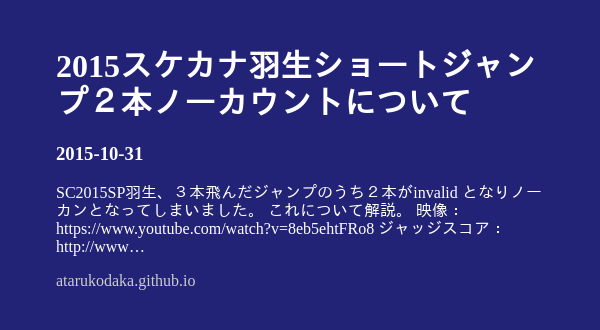 2015スケカナ羽生ショートジャン
プ２本ノーカウントについて
2015-10-31
SC2015SP羽生、３本飛んだジャンプのうち２本がinvalid となりノー
カンとなってしまいました。 これについて解説。 映像：
https://www.youtube.com/watch?v=8eb5ehtFRo8 ジャッジスコア：
http://www…
atarukodaka.github.io